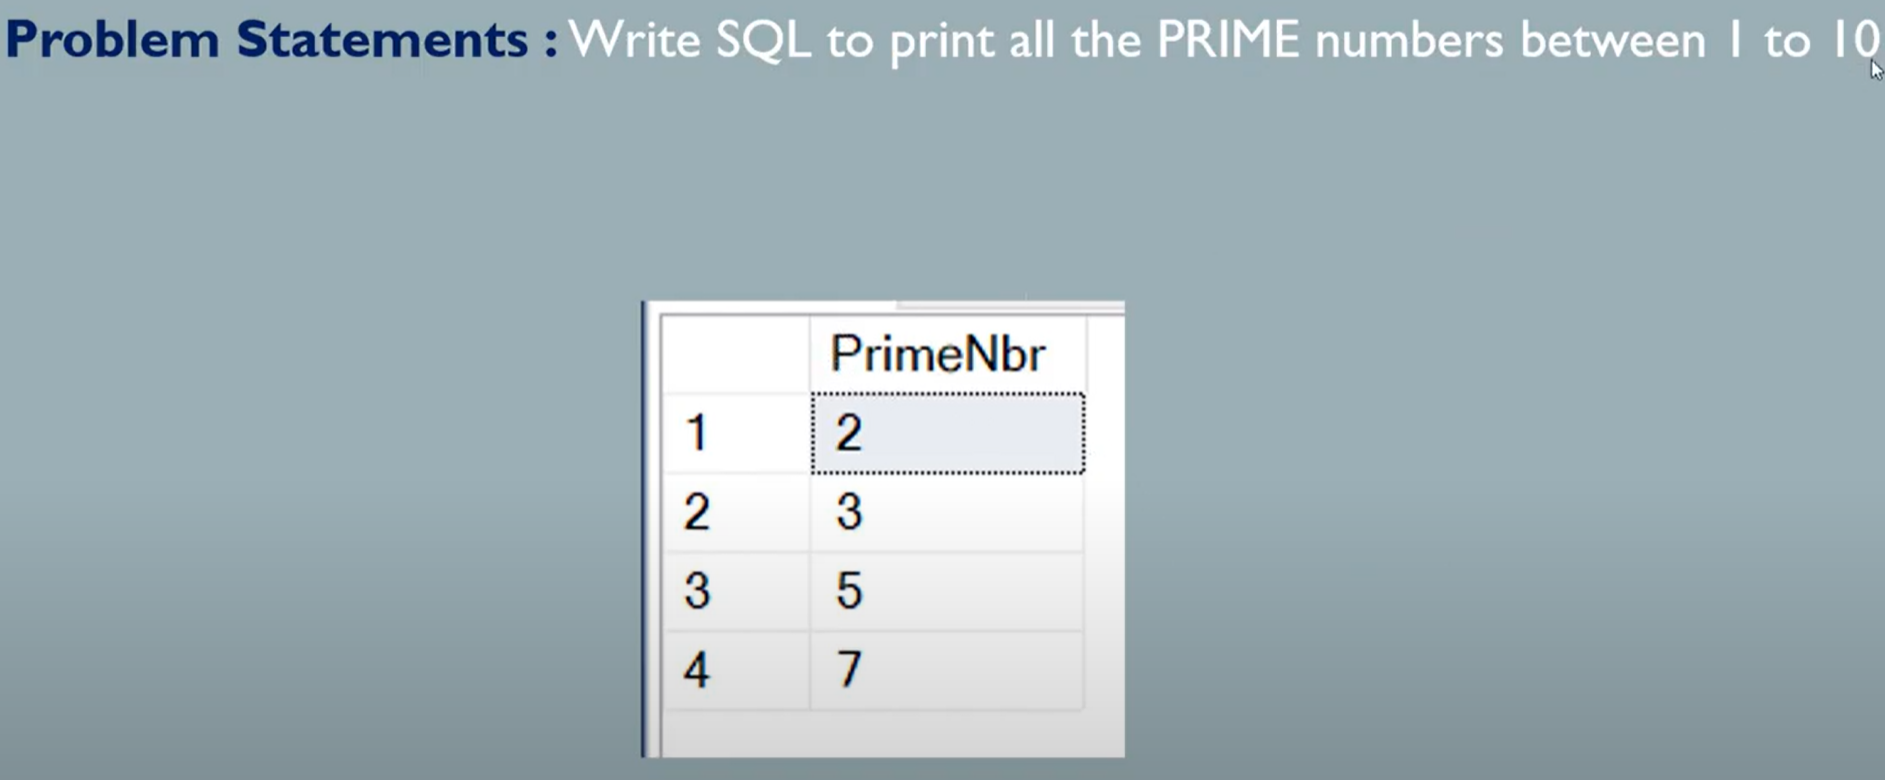 Problem Statements : Write SQL to print all the PRIME numbers between 1 to 10
PrimeNbr
1 2
2 3
3 5
4 7